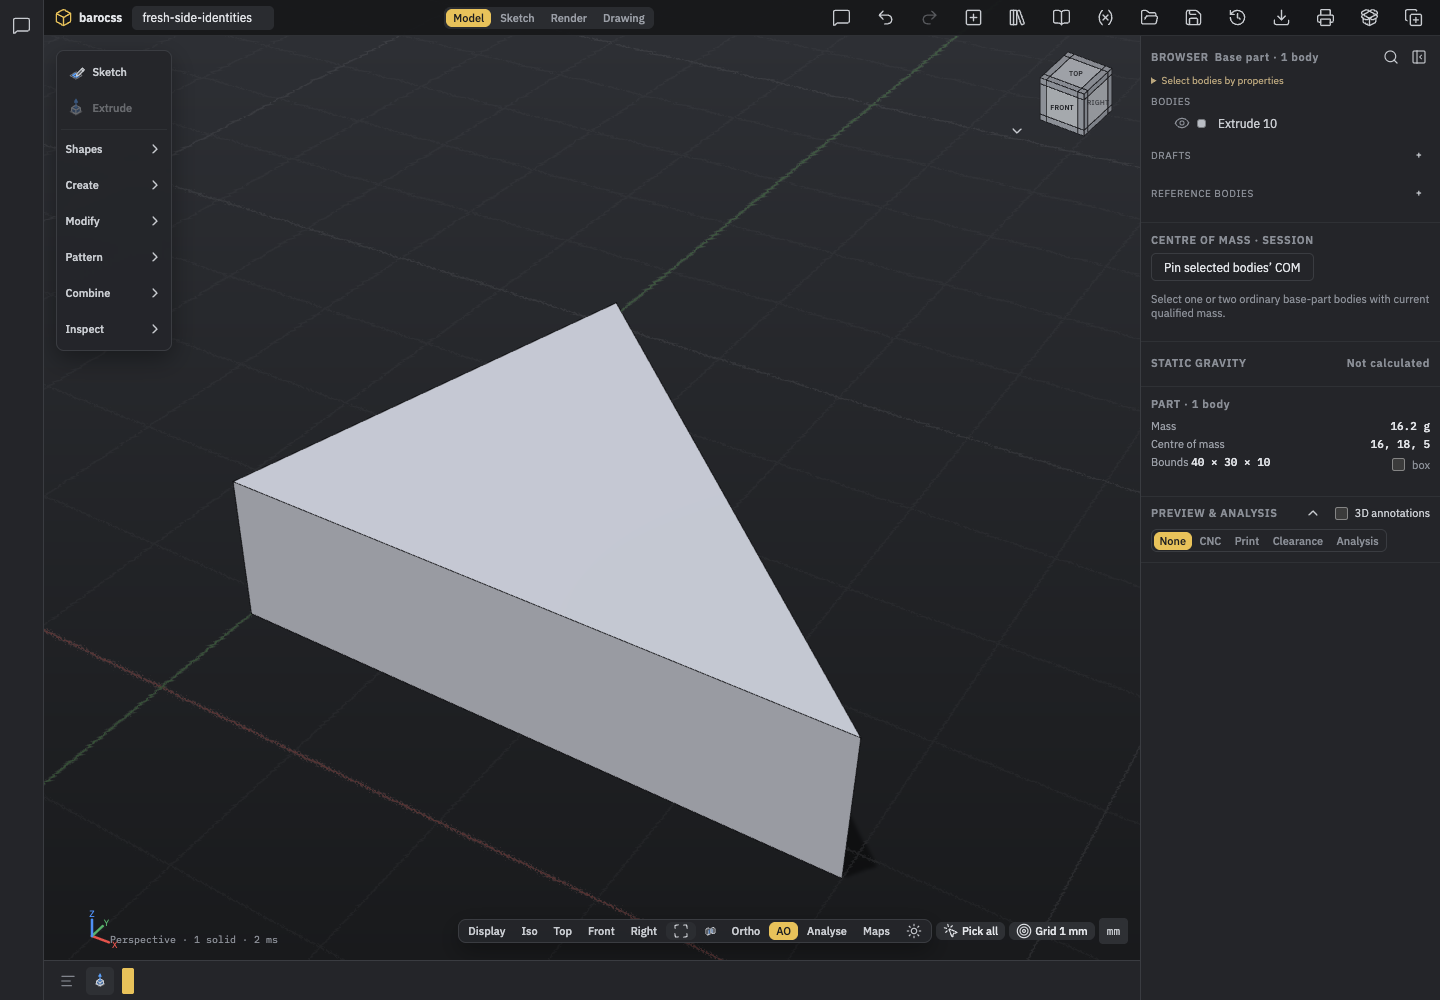 barocss
fresh-side-identities
Model Sketch Render Drawing
Sketch
Extrude
Shapes
Create
Modify
Pattern
Combine
Inspect
TOP
FRONT
RIGHT
BROWSER Base part · 1 body
Select bodies by properties
BODIES
Extrude 10
DRAFTS
REFERENCE BODIES
CENTRE OF MASS · SESSION
Pin selected bodies’ COM
Select one or two ordinary base-part bodies with current
qualified mass.
STATIC GRAVITY Not calculated
PART · 1 body
Mass 16.2 g
Centre of mass 16, 18, 5
Bounds 40 × 30 × 10 box
PREVIEW & ANALYSIS 3D annotations
None CNC Print Clearance Analysis
Z
Y
X
Perspective · 1 solid · 2 ms
Display Iso Top Front Right Ortho AO Analyse Maps Pick all Grid 1 mm mm